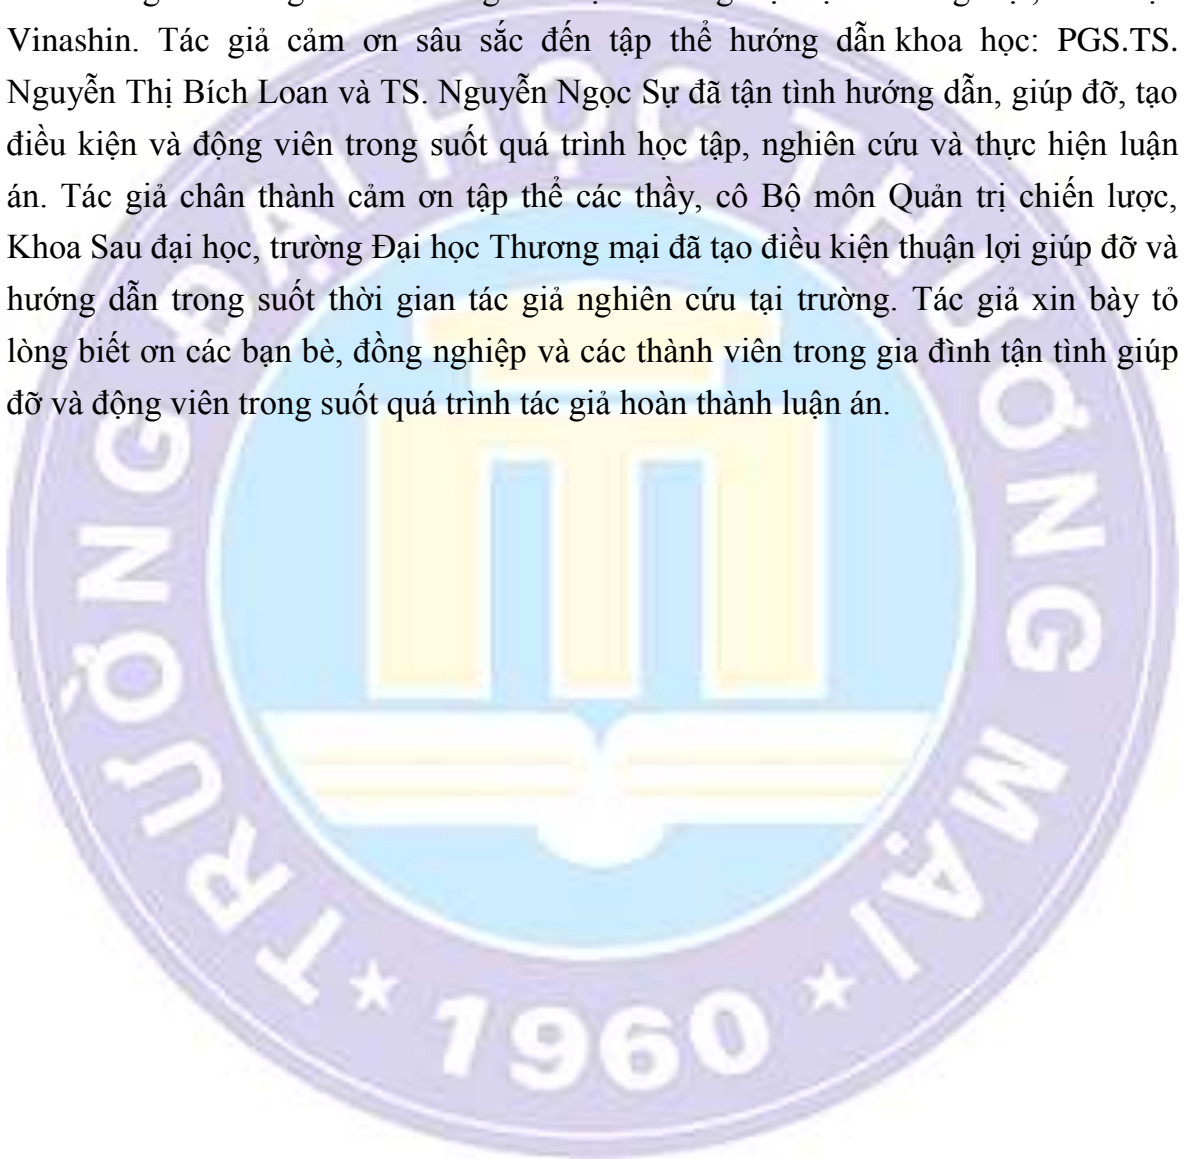 Vinashin. Tác giả cảm ơn sâu sắc đến tập thể hướng dẫn khoa học: PGS.TS.
Nguyễn Thị Bích Loan và TS. Nguyễn Ngọc Sự đã tận tình hướng dẫn, giúp đỡ, tạo
điều kiện và động viên trong suốt quá trình học tập, nghiên cứu và thực hiện luận
án. Tác giả chân thành cảm ơn tập thể các thầy, cô Bộ môn Quản trị chiến lược,
Khoa Sau đại học, trường Đại học Thương mại đã tạo điều kiện thuận lợi giúp đỡ và
hướng dẫn trong suốt thời gian tác giả nghiên cứu tại trường. Tác giả xin bày tỏ
lòng biết ơn các bạn bè, đồng nghiệp và các thành viên trong gia đình tận tình giúp
đỡ và động viên trong suốt quá trình tác giả hoàn thành luận án.
TRƯỜNG ĐẠI HỌC THƯƠNG MẠI
★ 1960 ★